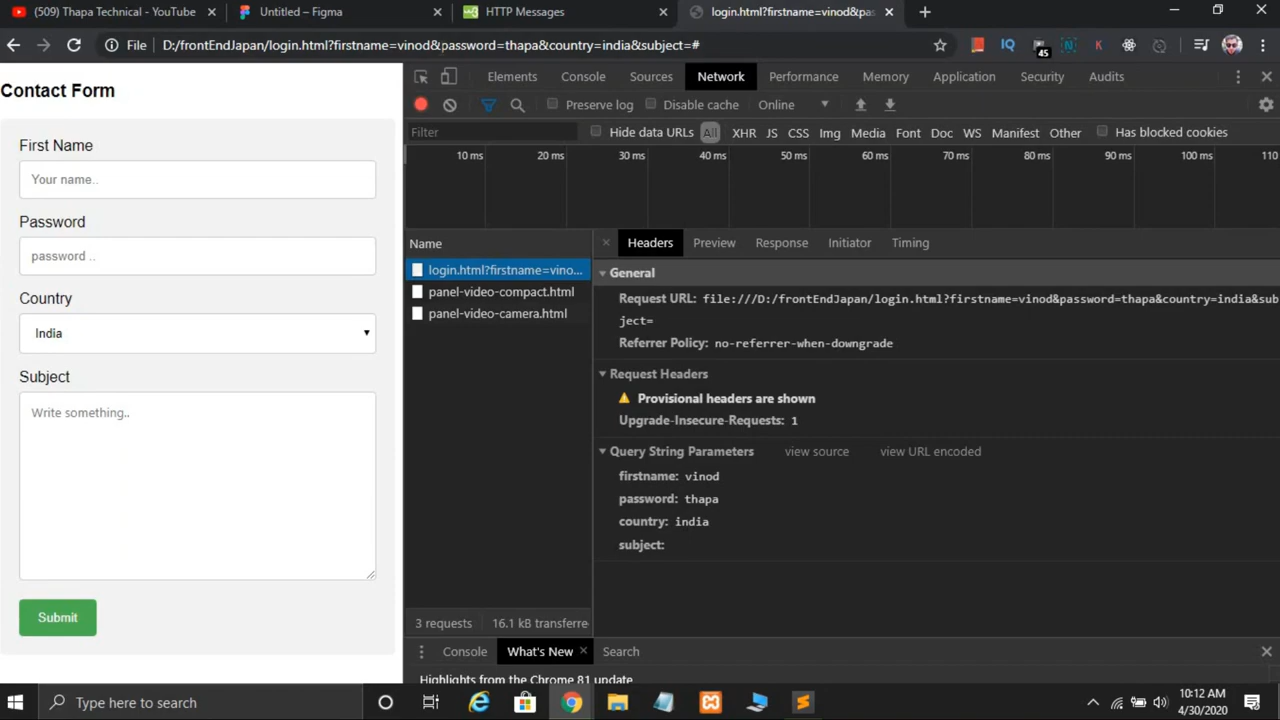 (509) Thapa Technical - YouTube
Untitled – Figma
HTTP Messages
login.html?firstname=vinod&pas
File D:/frontEndJapan/login.html?firstname=vinod&password=thapa&country=india&subject=#
IQ
45
N
K
Contact Form
First Name
Your name..
Password
password ..
Country
India
Subject
Write something..
Submit
Elements Console Sources Network Performance Memory Application Security Audits
Preserve log Disable cache Online
Filter Hide data URLs All XHR JS CSS Img Media Font Doc WS Manifest Other Has blocked cookies
10 ms 20 ms 30 ms 40 ms 50 ms 60 ms 70 ms 80 ms 90 ms 100 ms 110
Name
login.html?firstname=vino...
panel-video-compact.html
panel-video-camera.html
3 requests 16.1 kB transferre
Headers Preview Response Initiator Timing
General
Request URL: file:///D:/frontEndJapan/login.html?firstname=vinod&password=thapa&country=india&sub
ject=
Referrer Policy: no-referrer-when-downgrade
Request Headers
Provisional headers are shown
Upgrade-Insecure-Requests: 1
Query String Parameters view source view URL encoded
firstname: vinod
password: thapa
country: india
subject:
Console What's New Search
Highlights from the Chrome 81 update
Type here to search
10:12 AM
4/30/2020